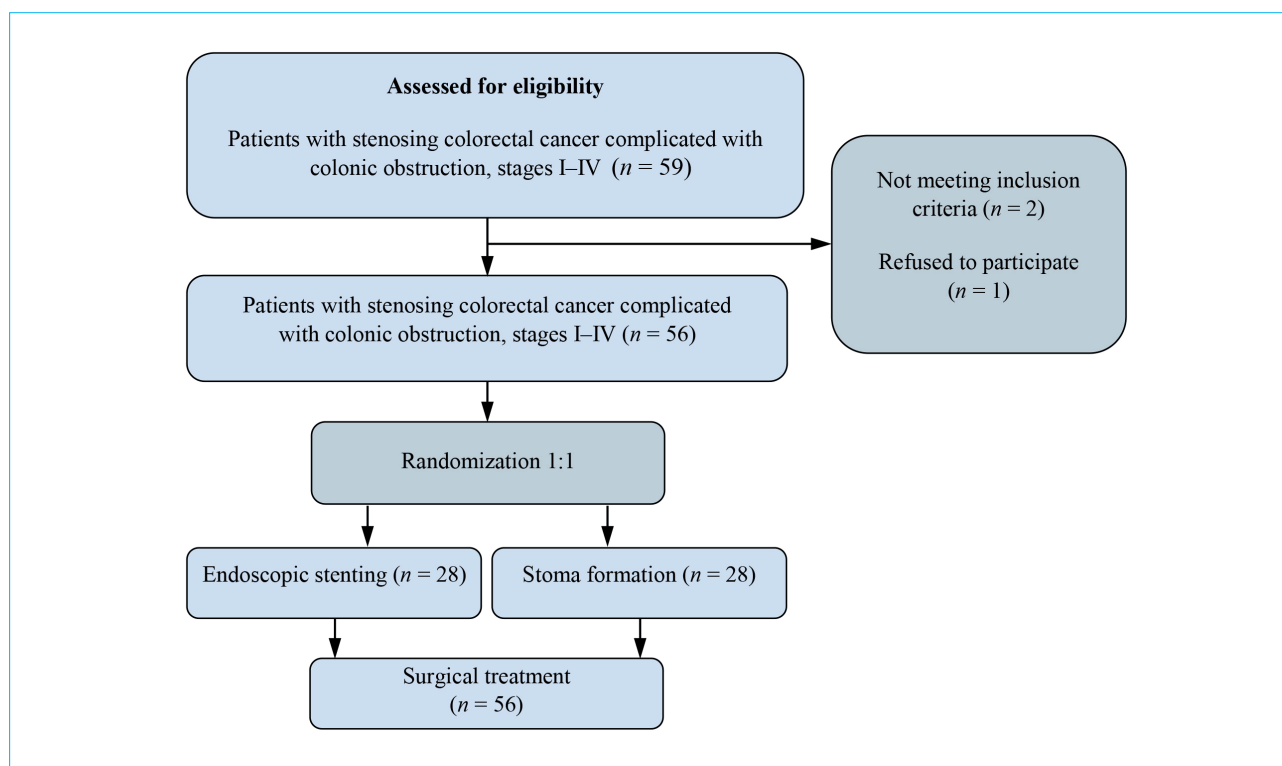 Assessed for eligibility
Patients with stenosing colorectal cancer complicated with
colonic obstruction, stages I–IV (n = 59)
Not meeting inclusion
criteria (n = 2)
Refused to participate
(n = 1)
Patients with stenosing colorectal cancer complicated
with colonic obstruction, stages I–IV (n = 56)
Randomization 1:1
Endoscopic stenting (n = 28)
Stoma formation (n = 28)
Surgical treatment
(n = 56)